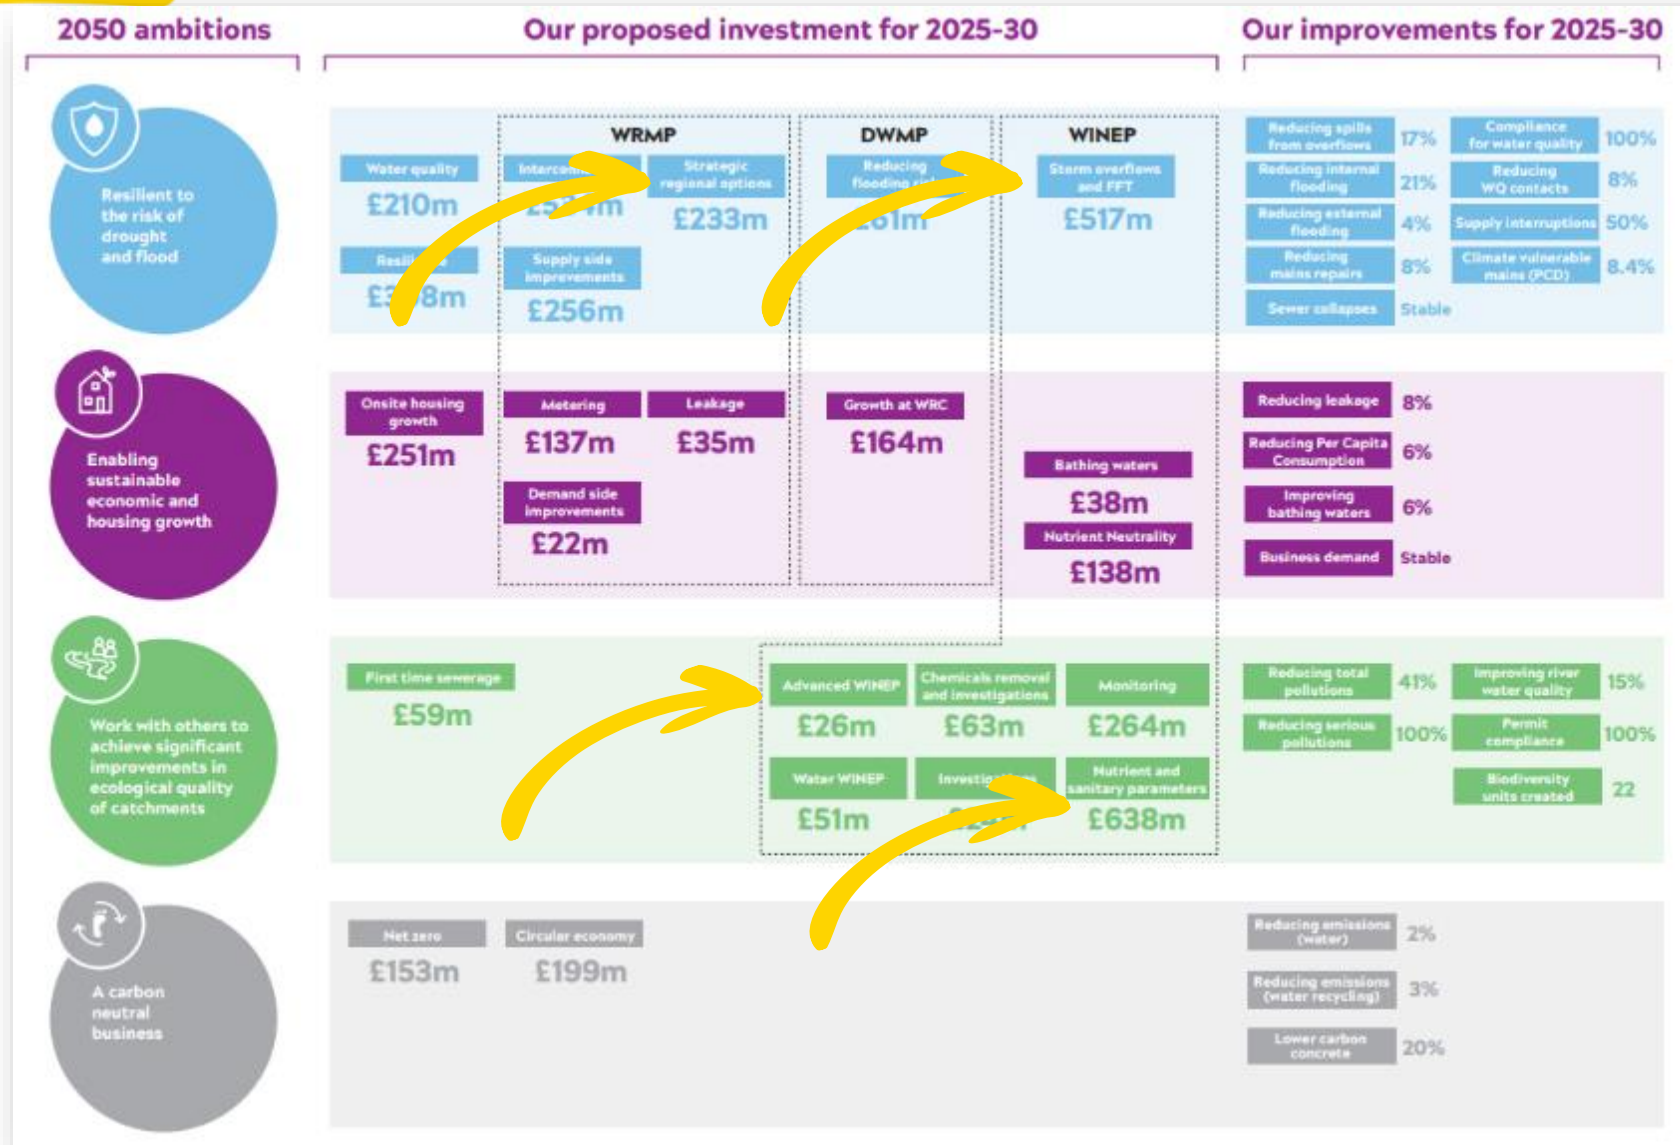 2050 ambitions
Our proposed investment for 2025-30
Our improvements for 2025-30
Resilient to
the risk of
drought
and flood
WRMP
DWMP
WINEP
Water quality
£210m
Strategic
regional options
£233m
Reducing
flooding
Storm overflows
and FFT
£517m
Supply side
improvements
£256m
Reducing spills
from overflows
17%
Compliance
for water quality
100%
Reducing internal
flooding
21%
Reducing
WQ contacts
8%
Reducing external
flooding
4%
Supply interruptions
50%
Reducing
mains repairs
8%
Climate vulnerable
mains (PCD)
8.4%
Sewer collapses
Stable
Enabling
sustainable
economic and
housing growth
Onsite housing
growth
£251m
Metering
£137m
Leakage
£35m
Growth at WRC
£164m
Demand side
improvements
£22m
Bathing waters
£38m
Nutrient Neutrality
£138m
Reducing leakage
8%
Reducing Per Capita
Consumption
6%
Improving
bathing waters
6%
Business demand
Stable
Work with others to
achieve significant
improvements in
ecological quality
of catchments
First time sewerage
£59m
Advanced WINEP
£26m
Chemicals removal
and investigations
£63m
Monitoring
£264m
Water WINEP
£51m
Nutrient and
sanitary parameters
£638m
Reducing total
pollutions
41%
Improving river
water quality
15%
Reducing serious
pollutions
100%
Permit
compliance
100%
Biodiversity
units created
22
A carbon
neutral
business
Net zero
£153m
Circular economy
£199m
Reducing emissions
(water)
2%
Reducing emissions
(water recycling)
3%
Lower carbon
concrete
20%